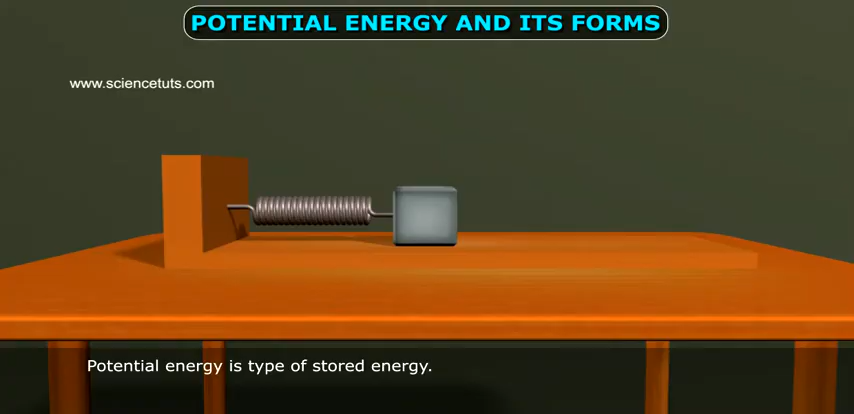 POTENTIAL ENERGY AND ITS FORMS
www.sciencetuts.com
Potential energy is type of stored energy.